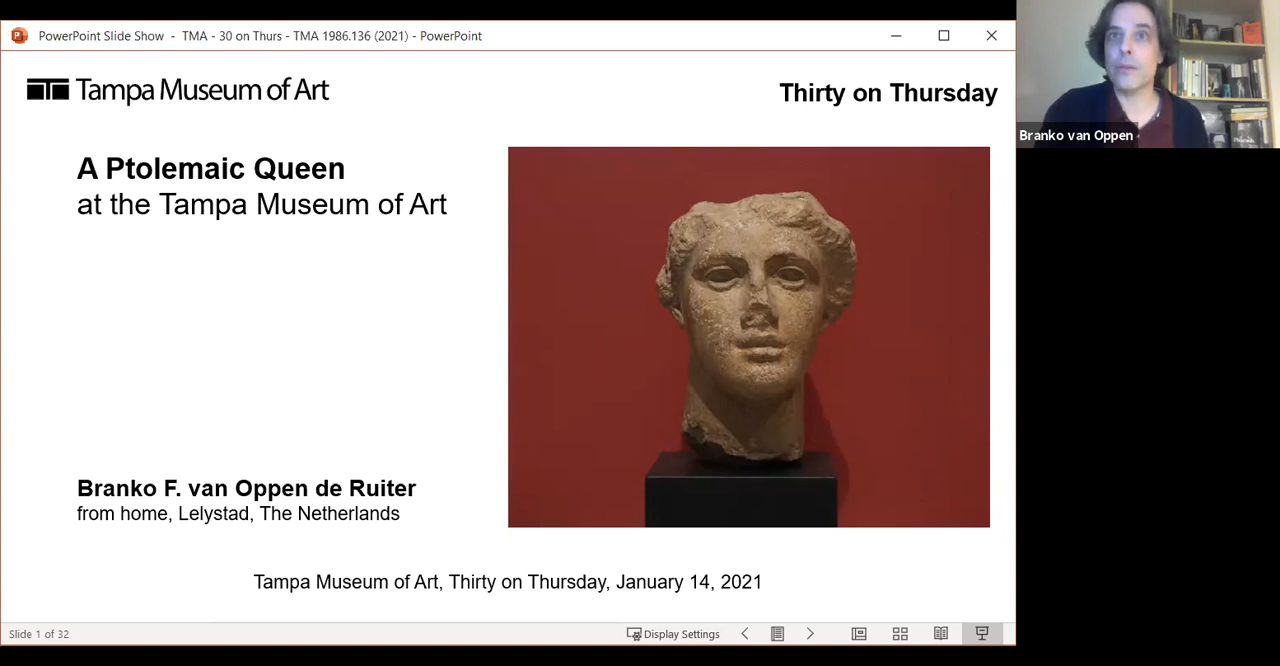 PowerPoint Slide Show - TMA - 30 on Thurs - TMA 1986.136 (2021) - PowerPoint
Tampa Museum of Art
Thirty on Thursday
A Ptolemaic Queen
at the Tampa Museum of Art
Branko F. van Oppen de Ruiter
from home, Lelystad, The Netherlands
Tampa Museum of Art, Thirty on Thursday, January 14, 2021
Slide 1 of 32
Display Settings
Branko van Oppen